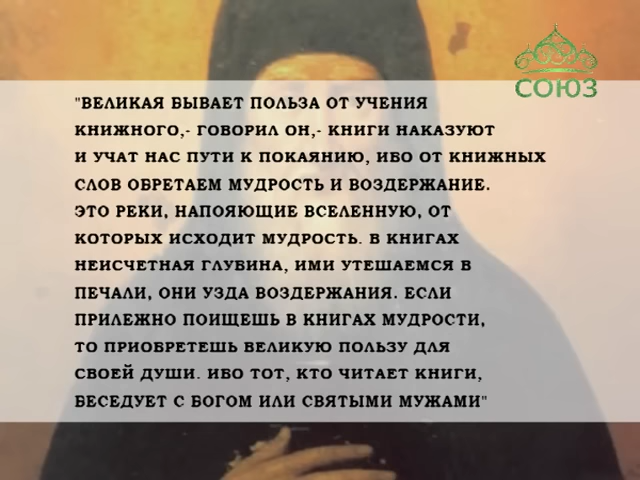 СОЮЗ
"ВЕЛИКАЯ БЫВАЕТ ПОЛЬЗА ОТ УЧЕНИЯ
КНИЖНОГО,- ГОВОРИЛ ОН,- КНИГИ НАКАЗУЮТ
И УЧАТ НАС ПУТИ К ПОКАЯНИЮ, ИБО ОТ КНИЖНЫХ
СЛОВ ОБРЕТАЕМ МУДРОСТЬ И ВОЗДЕРЖАНИЕ.
ЭТО РЕКИ, НАПОЯЮЩИЕ ВСЕЛЕННУЮ, ОТ
КОТОРЫХ ИСХОДИТ МУДРОСТЬ. В КНИГАХ
НЕИСЧЕТНАЯ ГЛУБИНА, ИМИ УТЕШАЕМСЯ В
ПЕЧАЛИ, ОНИ УЗДА ВОЗДЕРЖАНИЯ. ЕСЛИ
ПРИЛЕЖНО ПОИЩЕШЬ В КНИГАХ МУДРОСТИ,
ТО ПРИОБРЕТЕШЬ ВЕЛИКУЮ ПОЛЬЗУ ДЛЯ
СВОЕЙ ДУШИ. ИБО ТОТ, КТО ЧИТАЕТ КНИГИ,
БЕСЕДУЕТ С БОГОМ ИЛИ СВЯТЫМИ МУЖАМИ"